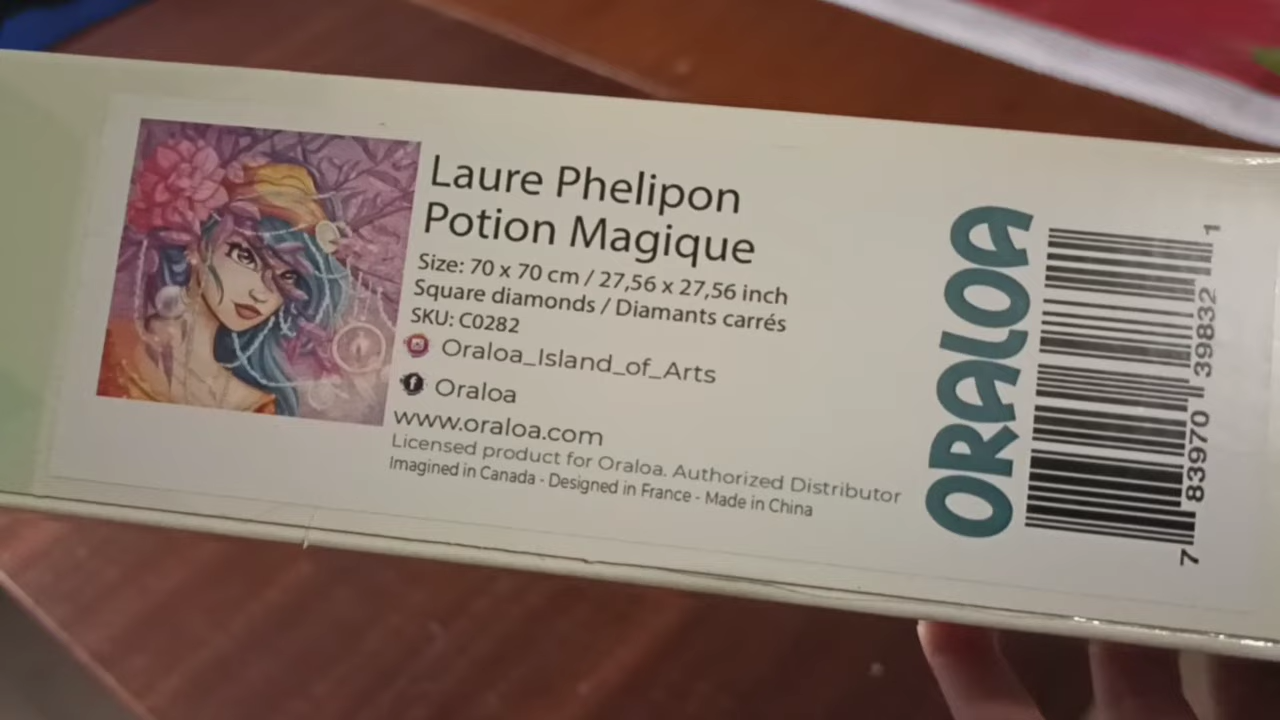 Laure Phelipon
Potion Magique
Size: 70 x 70 cm / 27,56 x 27,56 inch
Square diamonds / Diamants carrés
SKU: C0282
Oraloa_Island_of_Arts
Oraloa
www.oraloa.com
Licensed product for Oraloa. Authorized Distributor
Imagined in Canada - Designed in France - Made in China
ORALOA
7 83970 39832 1